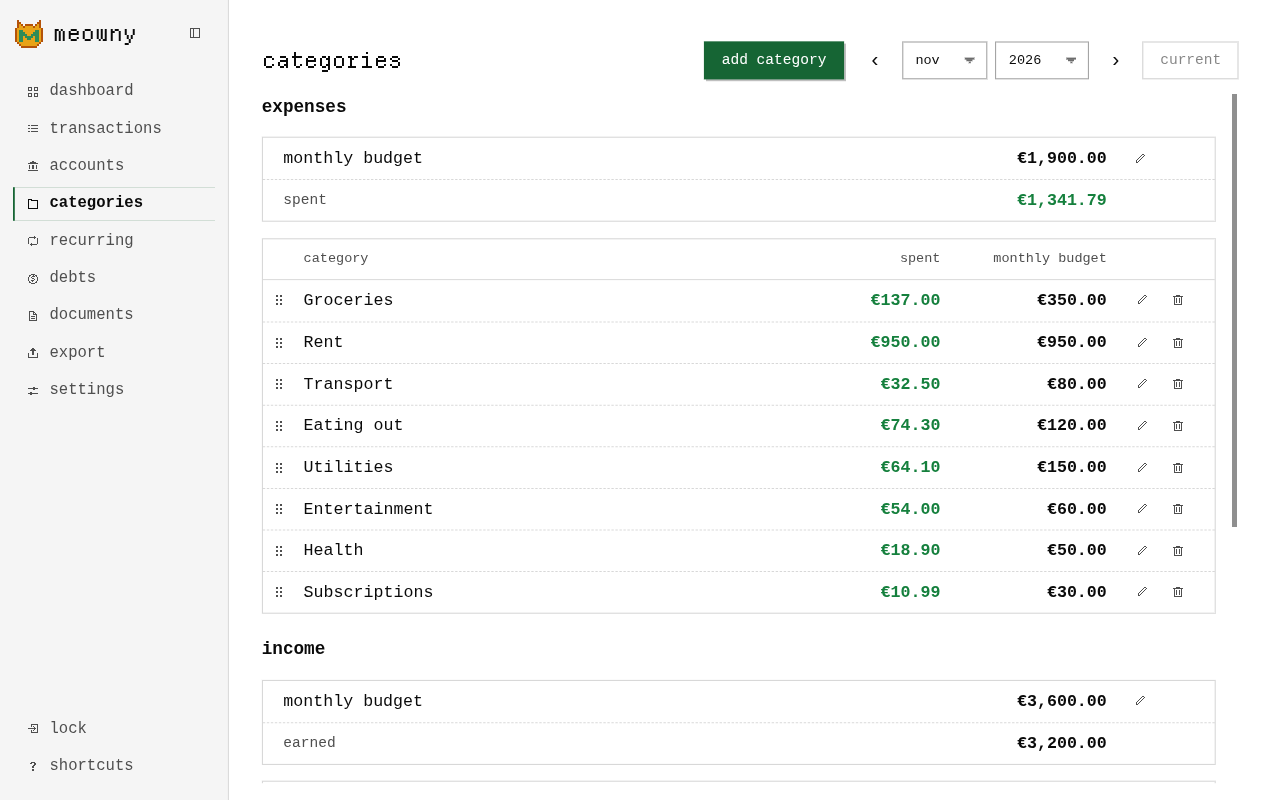 meowny
dashboard
transactions
accounts
categories
recurring
debts
documents
export
settings
lock
? shortcuts
categories
add category
‹ nov 2026 › current
expenses
monthly budget €1,900.00
spent €1,341.79
category spent monthly budget
Groceries €137.00 €350.00
Rent €950.00 €950.00
Transport €32.50 €80.00
Eating out €74.30 €120.00
Utilities €64.10 €150.00
Entertainment €54.00 €60.00
Health €18.90 €50.00
Subscriptions €10.99 €30.00
income
monthly budget €3,600.00
earned €3,200.00